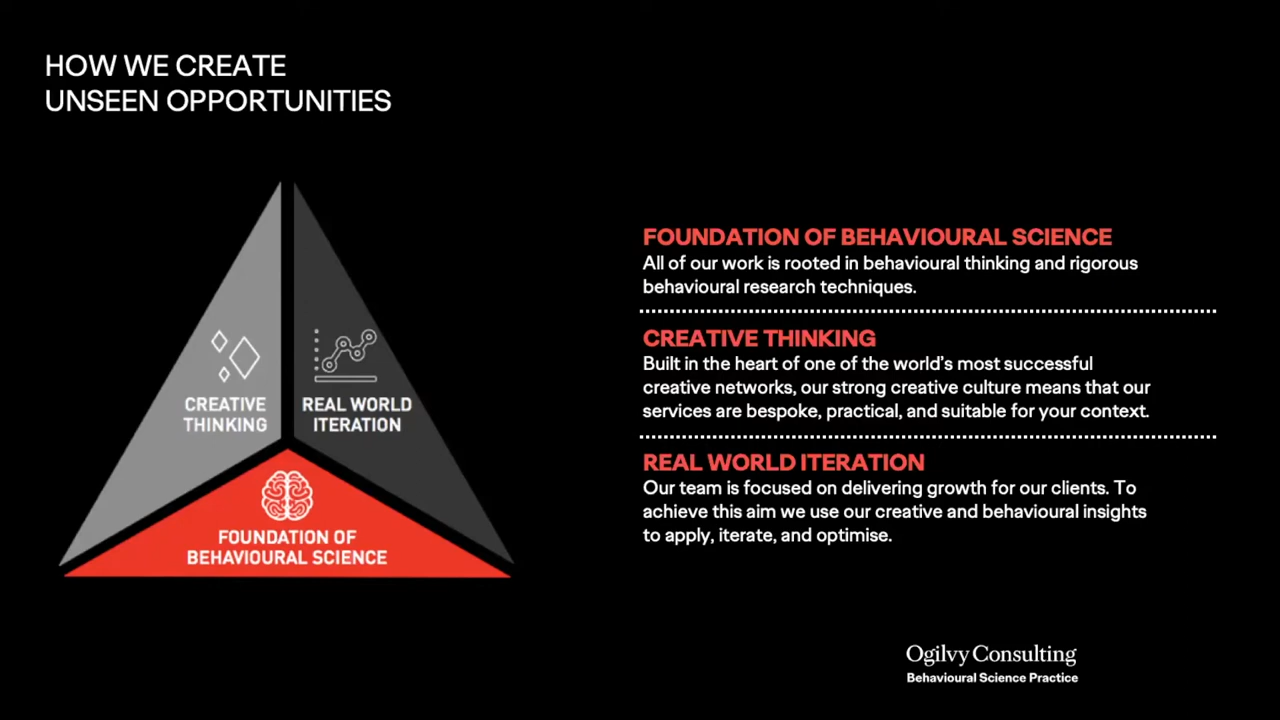 HOW WE CREATE
UNSEEN OPPORTUNITIES
CREATIVE
THINKING
REAL WORLD
ITERATION
FOUNDATION OF
BEHAVIOURAL SCIENCE
FOUNDATION OF BEHAVIOURAL SCIENCE
All of our work is rooted in behavioural thinking and rigorous
behavioural research techniques.
CREATIVE THINKING
Built in the heart of one of the world's most successful
creative networks, our strong creative culture means that our
services are bespoke, practical, and suitable for your context.
REAL WORLD ITERATION
Our team is focused on delivering growth for our clients. To
achieve this aim we use our creative and behavioural insights
to apply, iterate, and optimise.
Ogilvy Consulting
Behavioural Science Practice